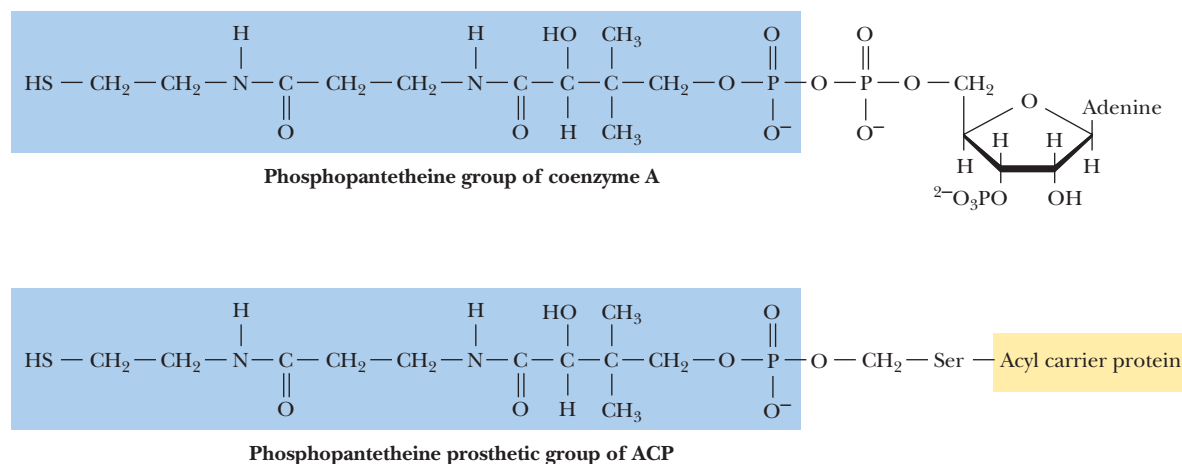 H H HO CH3 O O
HS—CH2—CH2—N—C—CH2—CH2—N—C—C—C—CH2—O—P—O—P—O—CH2
O O H CH3 O− O− O Adenine
H H H H
2−O3PO OH
Phosphopantetheine group of coenzyme A
H H HO CH3 O
HS—CH2—CH2—N—C—CH2—CH2—N—C—C—C—CH2—O—P—O—CH2—Ser—Acyl carrier protein
O O H CH3 O−
Phosphopantetheine prosthetic group of ACP